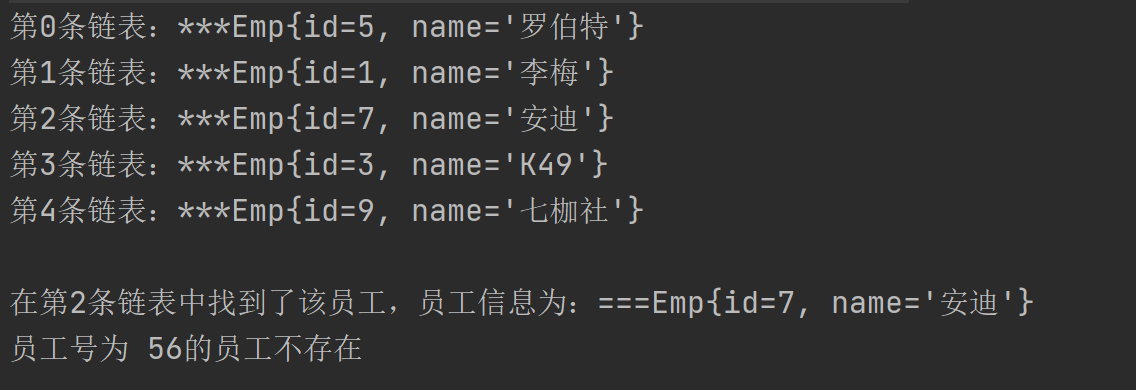 第0条链表：***Emp{id=5, name='罗伯特'}
第1条链表：***Emp{id=1, name='李梅'}
第2条链表：***Emp{id=7, name='安迪'}
第3条链表：***Emp{id=3, name='K49'}
第4条链表：***Emp{id=9, name='七枷社'}
在第2条链表中找到了该员工，员工信息为：===Emp{id=7, name='安迪'}
员工号为 56的员工不存在